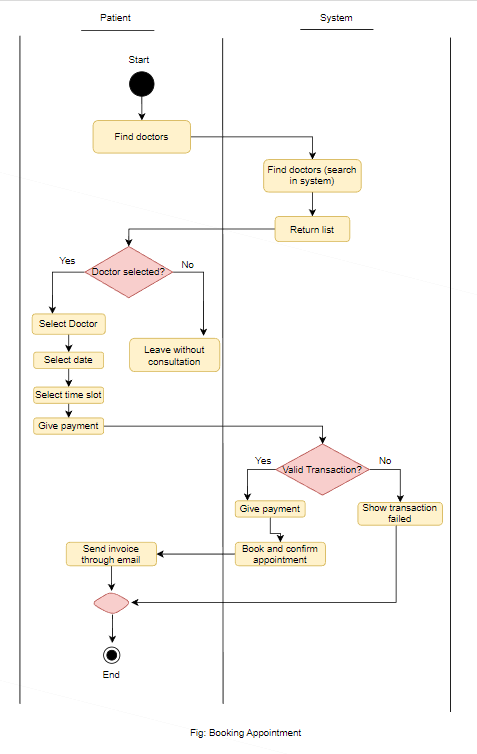 Patient
System
Start
Find doctors
Find doctors (search
in system)
Return list
Yes
Doctor selected?
No
Select Doctor
Leave without
consultation
Select date
Select time slot
Give payment
Yes
Valid Transaction?
No
Give payment
Show transaction
failed
Send invoice
through email
Book and confirm
appointment
End
Fig: Booking Appointment